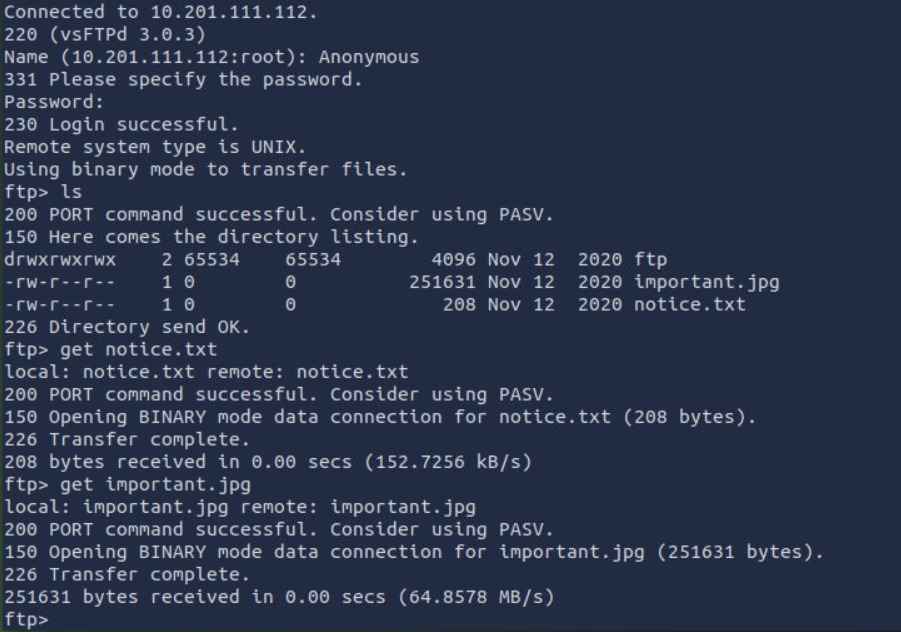 Connected to 10.201.111.112.
220 (vsFTPd 3.0.3)
Name (10.201.111.112:root): Anonymous
331 Please specify the password.
Password:
230 Login successful.
Remote system type is UNIX.
Using binary mode to transfer files.
ftp> ls
200 PORT command successful. Consider using PASV.
150 Here comes the directory listing.
drwxrwxrwx    2 65534    65534        4096 Nov 12  2020 ftp
-rw-r--r--    1 0        0          251631 Nov 12  2020 important.jpg
-rw-r--r--    1 0        0             208 Nov 12  2020 notice.txt
226 Directory send OK.
ftp> get notice.txt
local: notice.txt remote: notice.txt
200 PORT command successful. Consider using PASV.
150 Opening BINARY mode data connection for notice.txt (208 bytes).
226 Transfer complete.
208 bytes received in 0.00 secs (152.7256 kB/s)
ftp> get important.jpg
local: important.jpg remote: important.jpg
200 PORT command successful. Consider using PASV.
150 Opening BINARY mode data connection for important.jpg (251631 bytes).
226 Transfer complete.
251631 bytes received in 0.00 secs (64.8578 MB/s)
ftp>